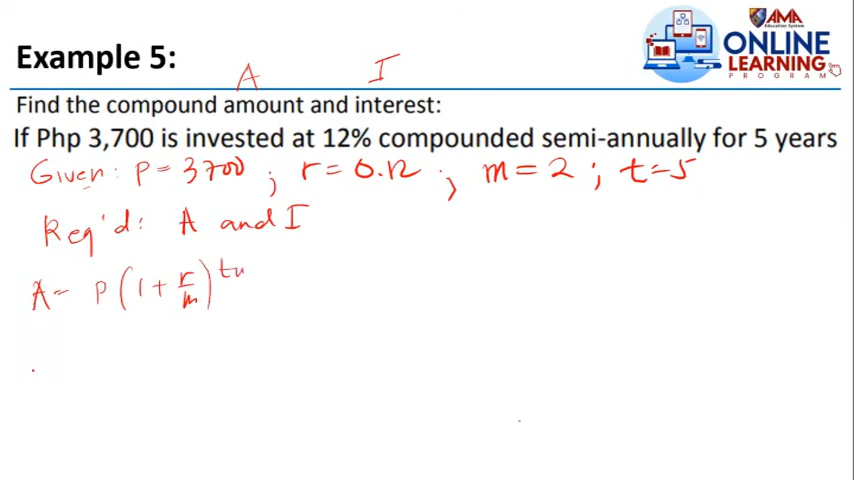 AMA
Education System
ONLINE
LEARNING
PROGRAM
Example 5:
A I
Find the compound amount and interest:
If Php 3,700 is invested at 12% compounded semi-annually for 5 years
Given: P = 3700 ; r = 0.12 ; m = 2 ; t = 5
Req'd: A and I
A = P(1 + r/m)